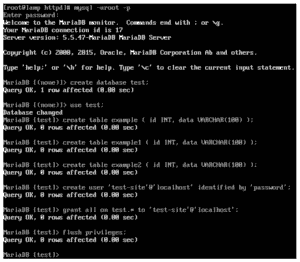 [root@lamp httpd]# mysql -uroot -p
Enter password:
Welcome to the MariaDB monitor.  Commands end with ; or \g.
Your MariaDB connection id is 17
Server version: 5.5.47-MariaDB MariaDB Server

Copyright (c) 2000, 2015, Oracle, MariaDB Corporation Ab and others.

Type 'help;' or '\h' for help. Type '\c' to clear the current input statement.

MariaDB [(none)]> create database test;
Query OK, 1 row affected (0.00 sec)

MariaDB [(none)]> use test;
Database changed
MariaDB [test]> create table example ( id INT, data VARCHAR(100) );
Query OK, 0 rows affected (0.00 sec)

MariaDB [test]> create table example1 ( id INT, data VARCHAR(100) );
Query OK, 0 rows affected (0.00 sec)

MariaDB [test]> create table example2 ( id INT, data VARCHAR(100) );
Query OK, 0 rows affected (0.00 sec)

MariaDB [test]> create user 'test-site'@'localhost' identified by 'password';
Query OK, 0 rows affected (0.00 sec)

MariaDB [test]> grant all on test.* to 'test-site'@'localhost';
Query OK, 0 rows affected (0.00 sec)

MariaDB [test]> flush privileges;
Query OK, 0 rows affected (0.00 sec)

MariaDB [test]>